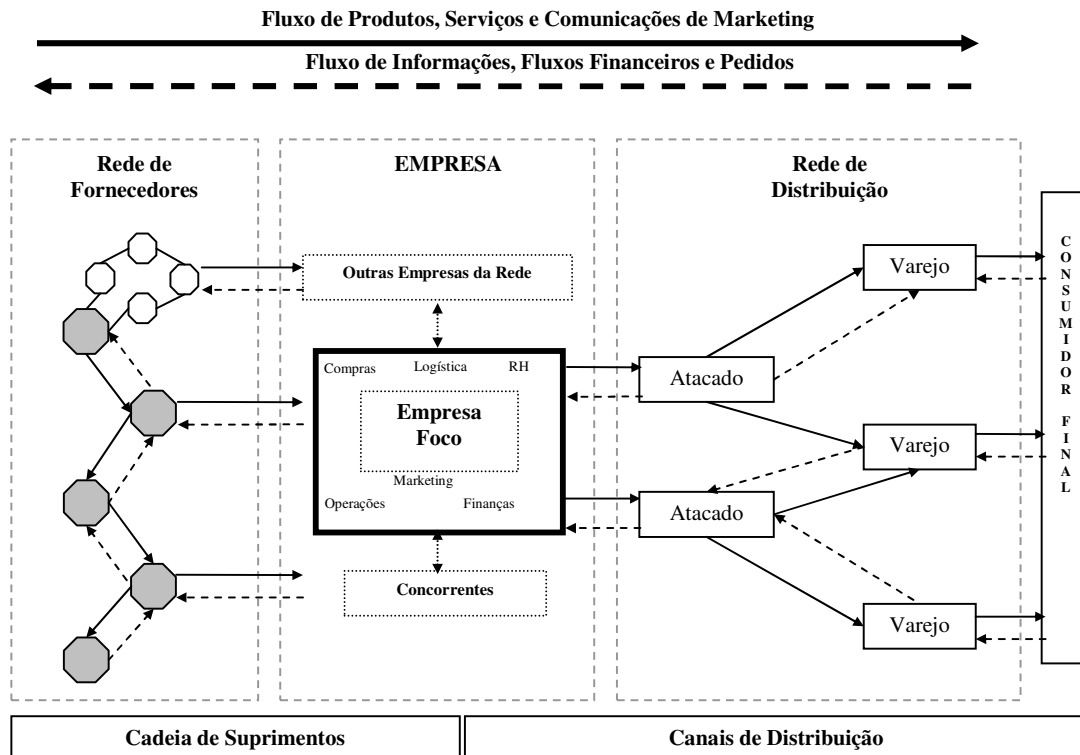 Fluxo de Produtos, Serviços e Comunicações de Marketing
Fluxo de Informações, Fluxos Financeiros e Pedidos
Rede de
Fornecedores
EMPRESA
Rede de
Distribuição
Outras Empresas da Rede
Compras
Logística
RH
Empresa
Foco
Marketing
Operações
Finanças
Concorrentes
Atacado
Atacado
Varejo
Varejo
Varejo
CONSUMIDOR FINAL
Cadeia de Suprimentos
Canais de Distribuição